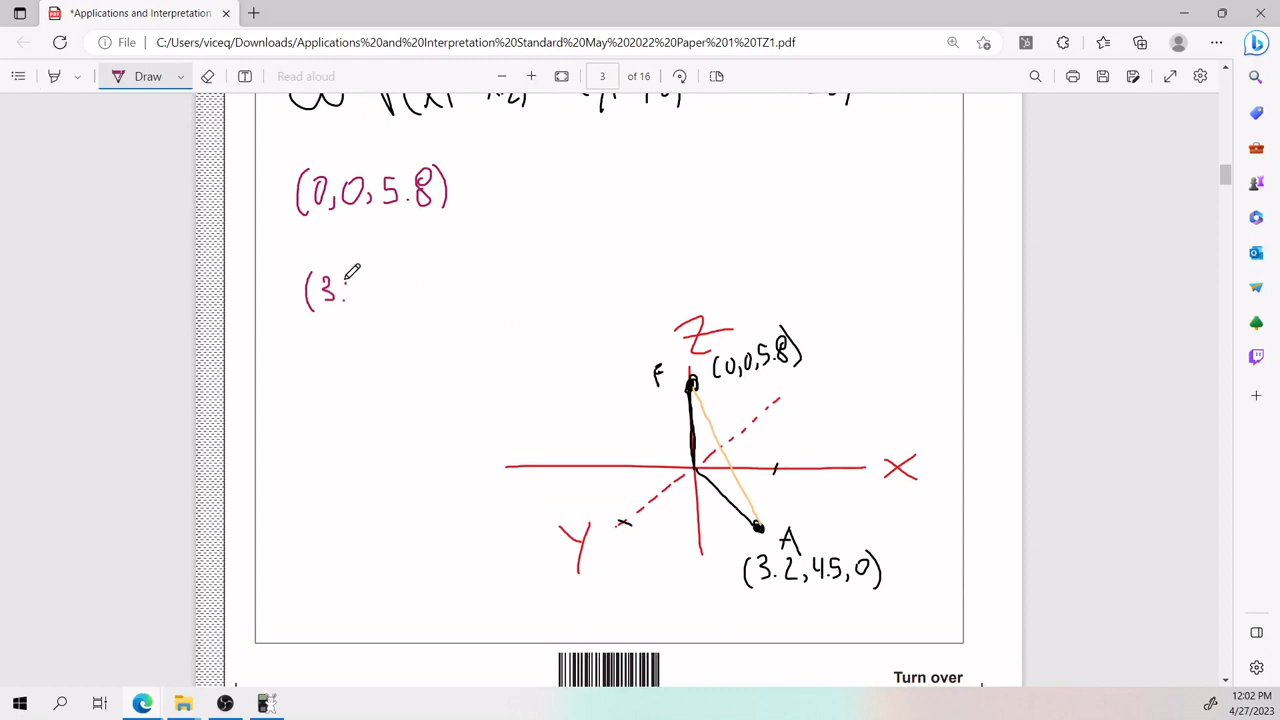 *Applications and Interpretation
File
C:/Users/viceq/Downloads/Applications%20and%20Interpretation%20Standard%20May%202022%20Paper%201%20TZ1.pdf
Draw
Read aloud
3 of 16
(0,0,5.8)
(3.
Z
F (0,0,5.8)
X
Y
A
(3.2,4.5,0)
Turn over
12:02 PM
4/27/2023